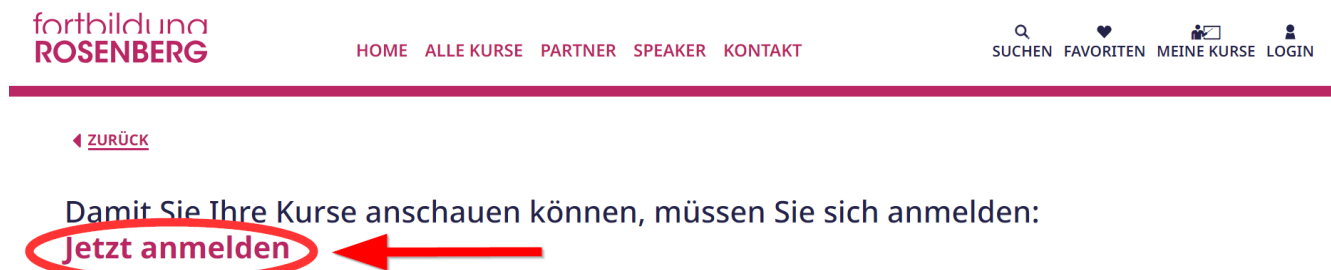 fortbildung
ROSENBERG
HOME ALLE KURSE PARTNER SPEAKER KONTAKT
SUCHEN FAVORITEN MEINE KURSE LOGIN
ZURÜCK
Damit Sie Ihre Kurse anschauen können, müssen Sie sich anmelden:
Jetzt anmelden